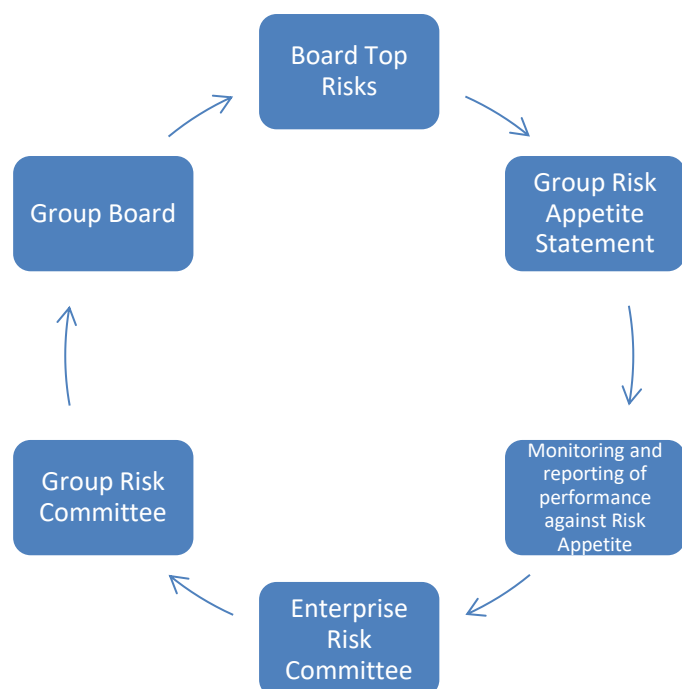 Board Top
Risks
Group Risk
Appetite
Statement
Monitoring and
reporting of
performance
against Risk
Appetite
Enterprise
Risk
Committee
Group Risk
Committee
Group Board